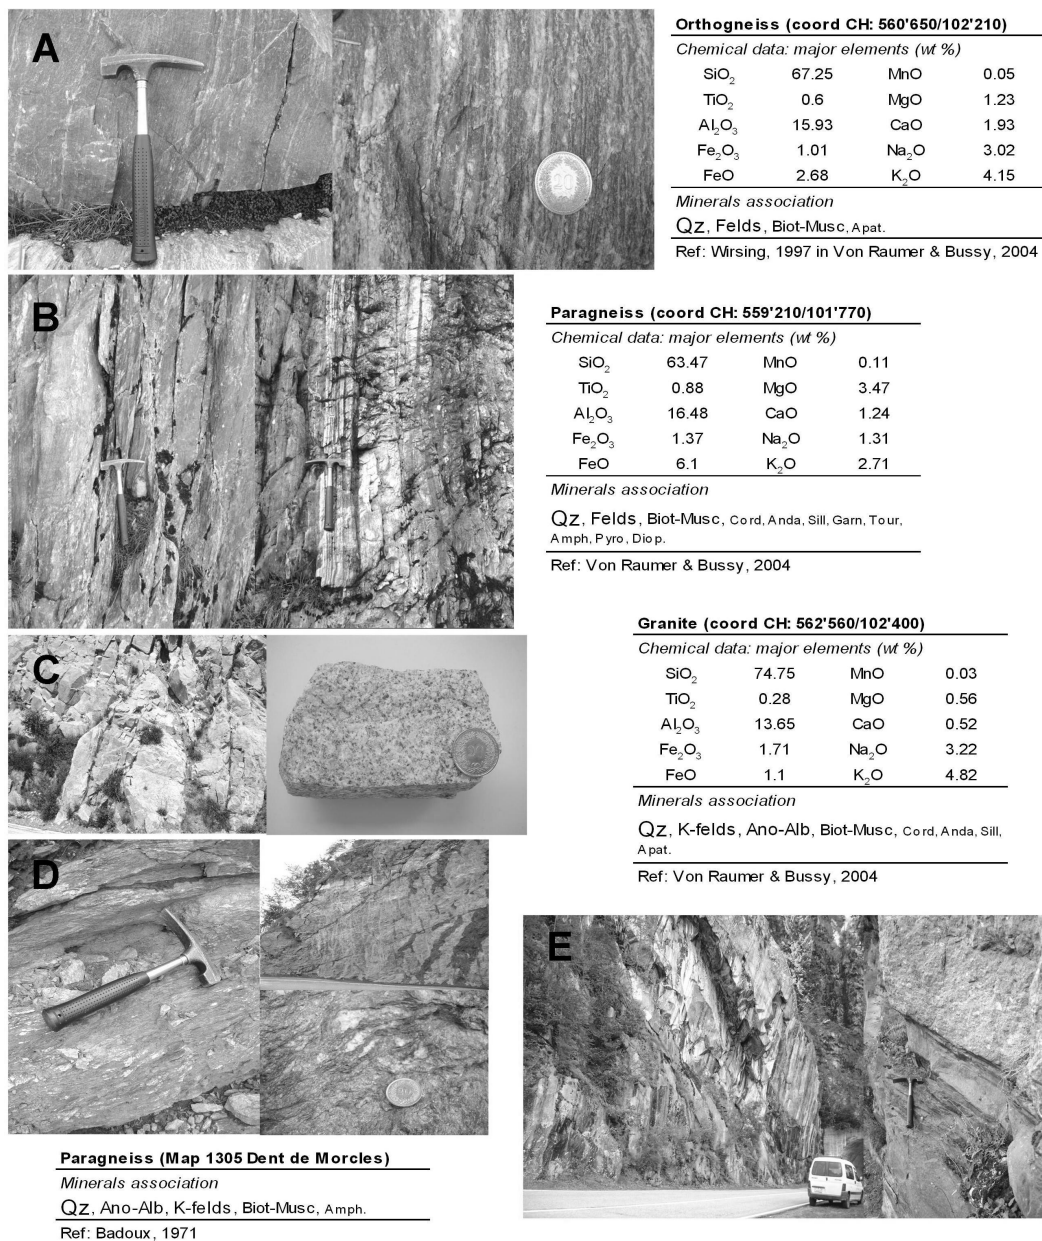 A
Orthogneiss (coord CH: 560'650/102'210)
Chemical data: major elements (wt %)
SiO₂ 67.25 MnO 0.05
TiO₂ 0.6 MgO 1.23
Al₂O₃ 15.93 CaO 1.93
Fe₂O₃ 1.01 Na₂O 3.02
FeO 2.68 K₂O 4.15
Minerals association
Qz, Felds, Biot-Musc, Apat.
Ref: Wirsing, 1997 in Von Raumer & Bussy, 2004
20
B
Paragneiss (coord CH: 559'210/101'770)
Chemical data: major elements (wt %)
SiO₂ 63.47 MnO 0.11
TiO₂ 0.88 MgO 3.47
Al₂O₃ 16.48 CaO 1.24
Fe₂O₃ 1.37 Na₂O 1.31
FeO 6.1 K₂O 2.71
Minerals association
Qz, Felds, Biot-Musc, Cord, Anda, Sill, Garn, Tour,
Amph, Pyro, Diop.
Ref: Von Raumer & Bussy, 2004
C
Granite (coord CH: 562'560/102'400)
Chemical data: major elements (wt %)
SiO₂ 74.75 MnO 0.03
TiO₂ 0.28 MgO 0.56
Al₂O₃ 13.65 CaO 0.52
Fe₂O₃ 1.71 Na₂O 3.22
FeO 1.1 K₂O 4.82
Minerals association
Qz, K-felds, Ano-Alb, Biot-Musc, Cord, Anda, Sill,
Apat.
Ref: Von Raumer & Bussy, 2004
D
Paragneiss (Map 1305 Dent de Morcles)
Minerals association
Qz, Ano-Alb, K-felds, Biot-Musc, Amph.
Ref: Badoux, 1971
E